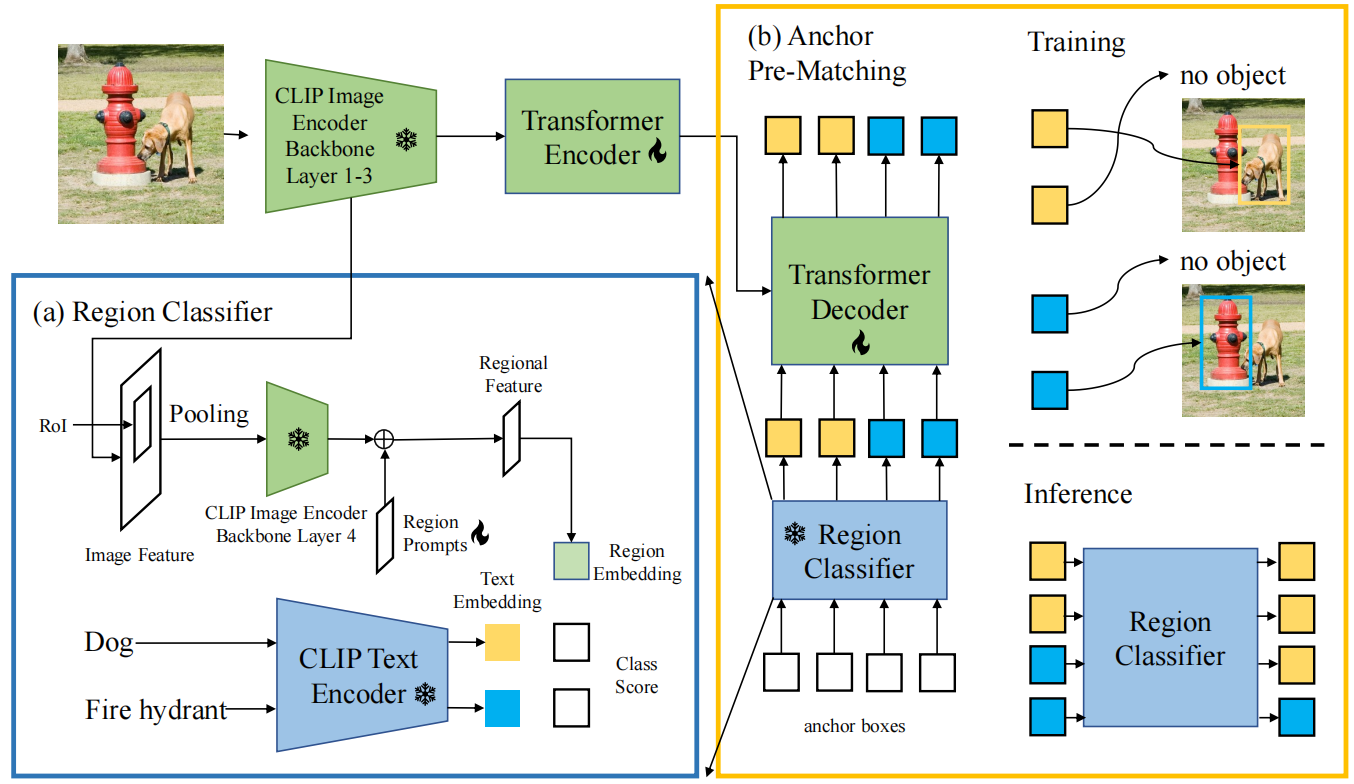 CLIP Image
Encoder
Backbone
Layer 1-3
Transformer
Encoder
(a) Region Classifier
RoI
Pooling
Image Feature
CLIP Image Encoder
Backbone Layer 4
Region
Prompts
Regional
Feature
Region
Embedding
Text
Embedding
Dog
Fire hydrant
CLIP Text
Encoder
Class
Score
(b) Anchor
Pre-Matching
Transformer
Decoder
Region
Classifier
anchor boxes
Training
no object
no object
Inference
Region
Classifier